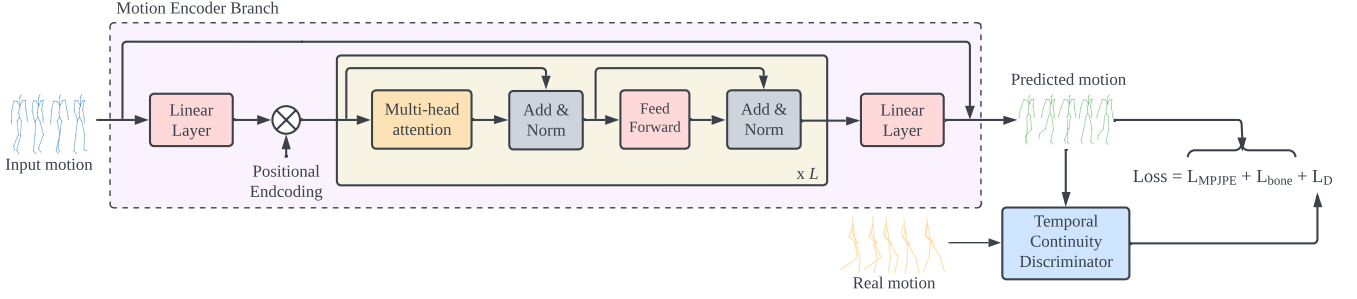 Motion Encoder Branch
Input motion
Linear
Layer
Positional
Endcoding
Multi-head
attention
Add &
Norm
Feed
Forward
Add &
Norm
x L
Linear
Layer
Predicted motion
Loss = L_MPJPE + L_bone + L_D
Real motion
Temporal
Continuity
Discriminator